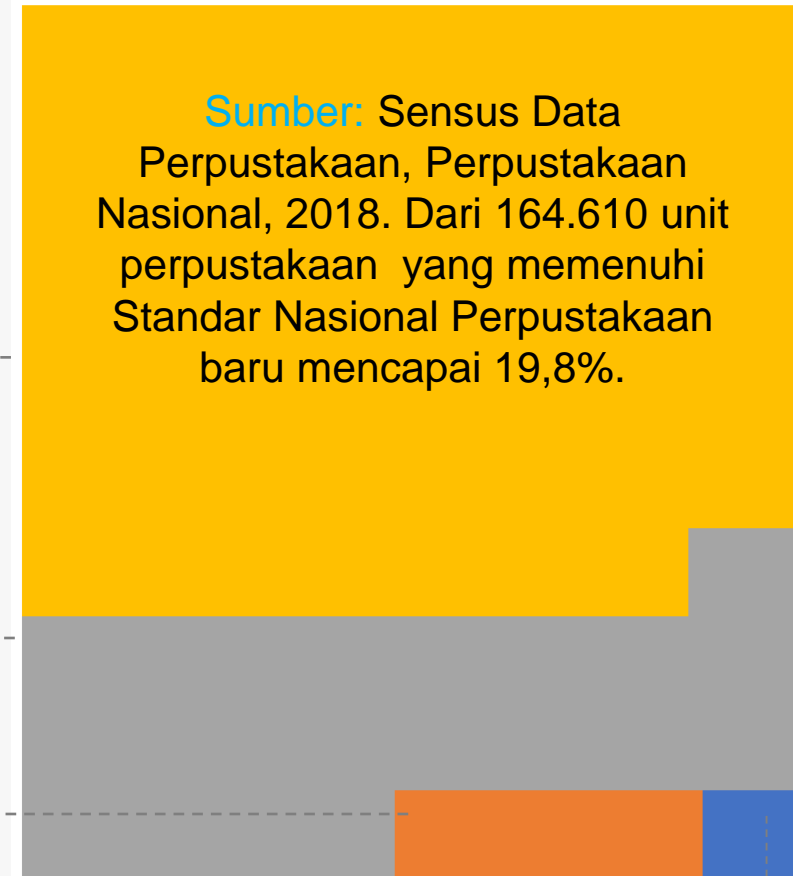 Sumber: Sensus Data
Perpustakaan, Perpustakaan
Nasional, 2018. Dari 164.610 unit
perpustakaan  yang memenuhi
Standar Nasional Perpustakaan
baru mencapai 19,8%.